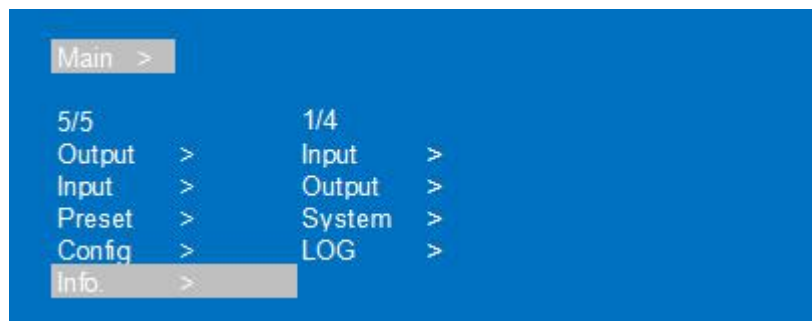 Main >
5/5 1/4
Output > Input >
Input > Output >
Preset > System >
Config > LOG >
Info. >